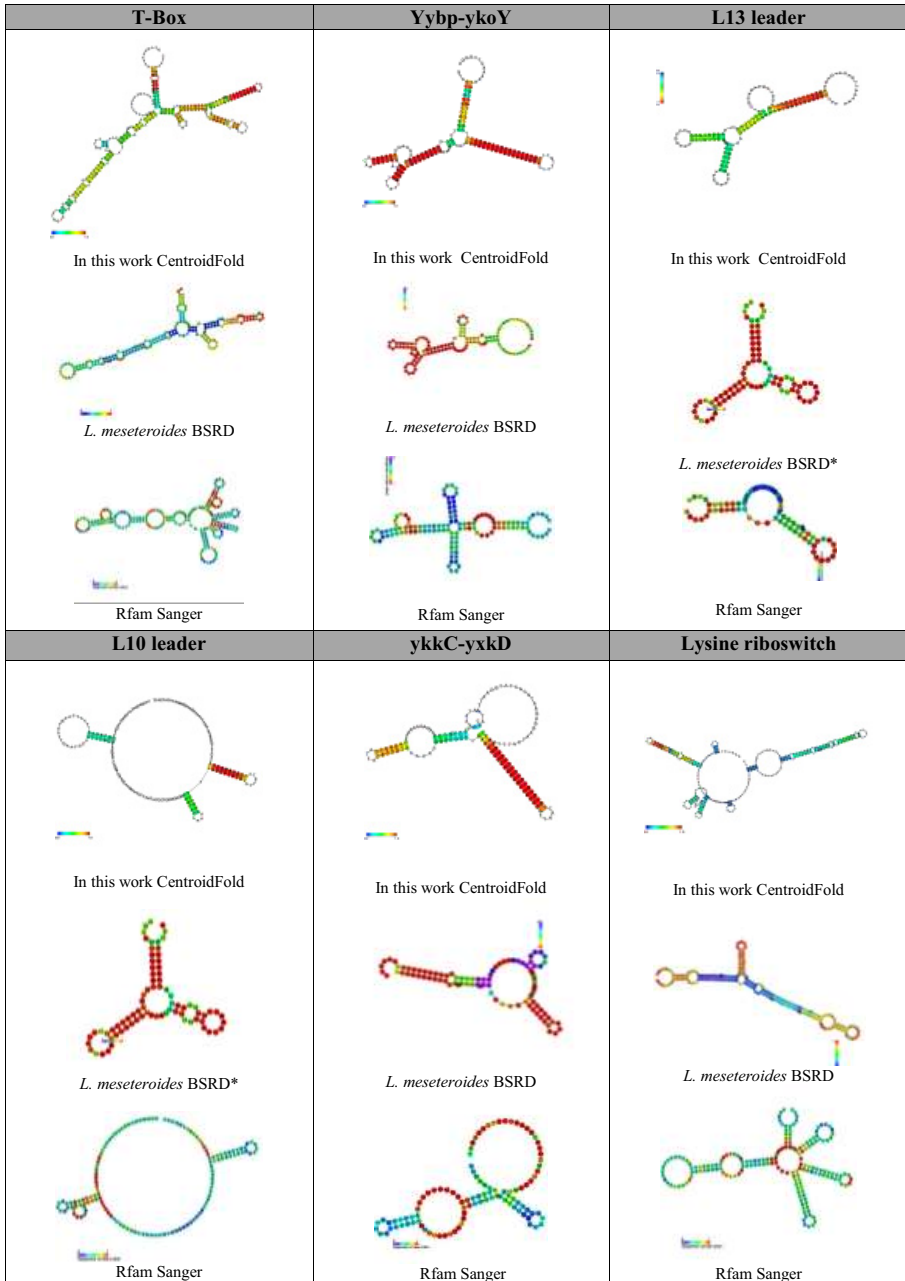 T-Box
In this work CentroidFold
L. meseteroides BSRD
Rfam Sanger
Yybp-ykoY
In this work CentroidFold
L. meseteroides BSRD
Rfam Sanger
L13 leader
In this work CentroidFold
L. meseteroides BSRD*
Rfam Sanger
L10 leader
In this work CentroidFold
L. meseteroides BSRD*
Rfam Sanger
ykkC-yxkD
In this work CentroidFold
L. meseteroides BSRD
Rfam Sanger
Lysine riboswitch
In this work CentroidFold
L. meseteroides BSRD
Rfam Sanger